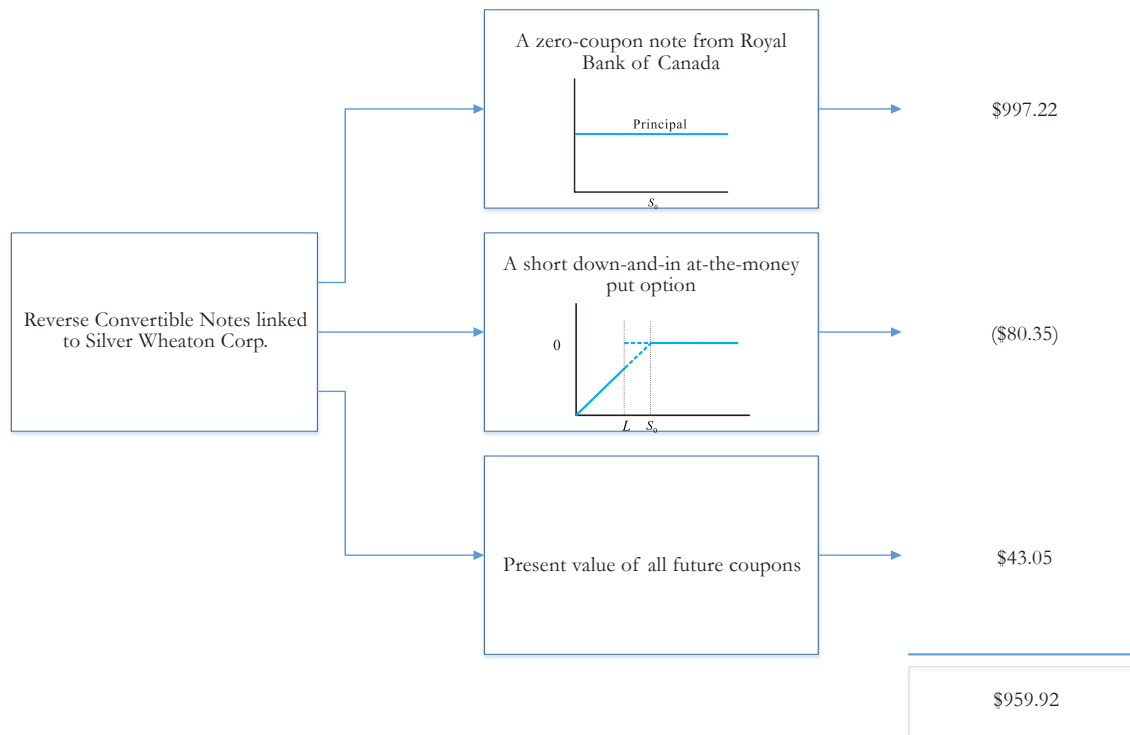 A zero-coupon note from Royal
Bank of Canada
Principal
S₀
$997.22
Reverse Convertible Notes linked
to Silver Wheaton Corp.
A short down-and-in at-the-money
put option
0
L S₀
($80.35)
Present value of all future coupons
$43.05
$959.92